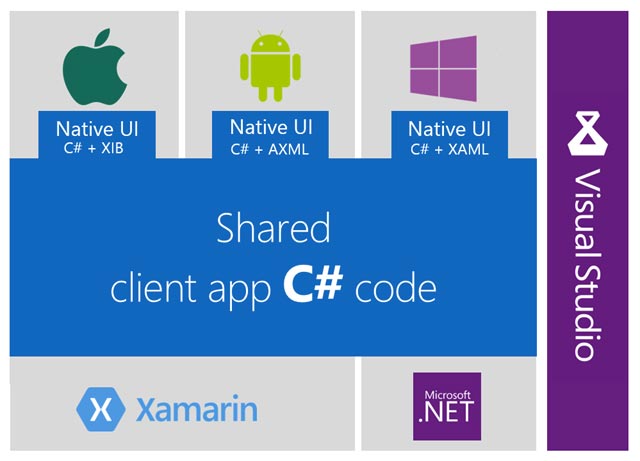 Native UI
C# + XIB
Native UI
C# + AXML
Native UI
C# + XAML
Shared
client app C# code
X Xamarin
Microsoft
.NET
Visual Studio